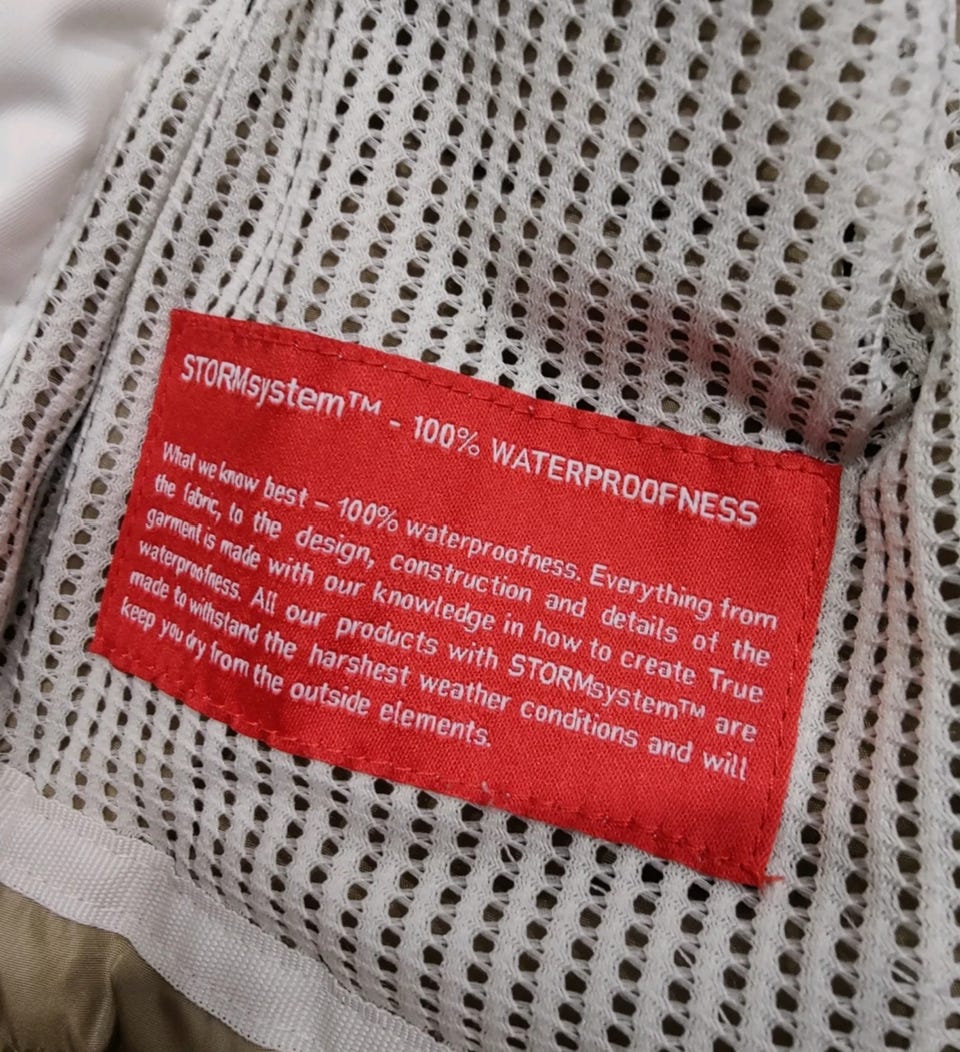 STORMsystem™ - 100% WATERPROOFNESS
What we know best – 100% waterproofness. Everything from
the fabric, to the design, construction and details of the
garment is made with our knowledge in how to create True
waterproofness. All our products with STORMsystem™ are
made to withstand the harshest weather conditions and will
keep you dry from the outside elements.